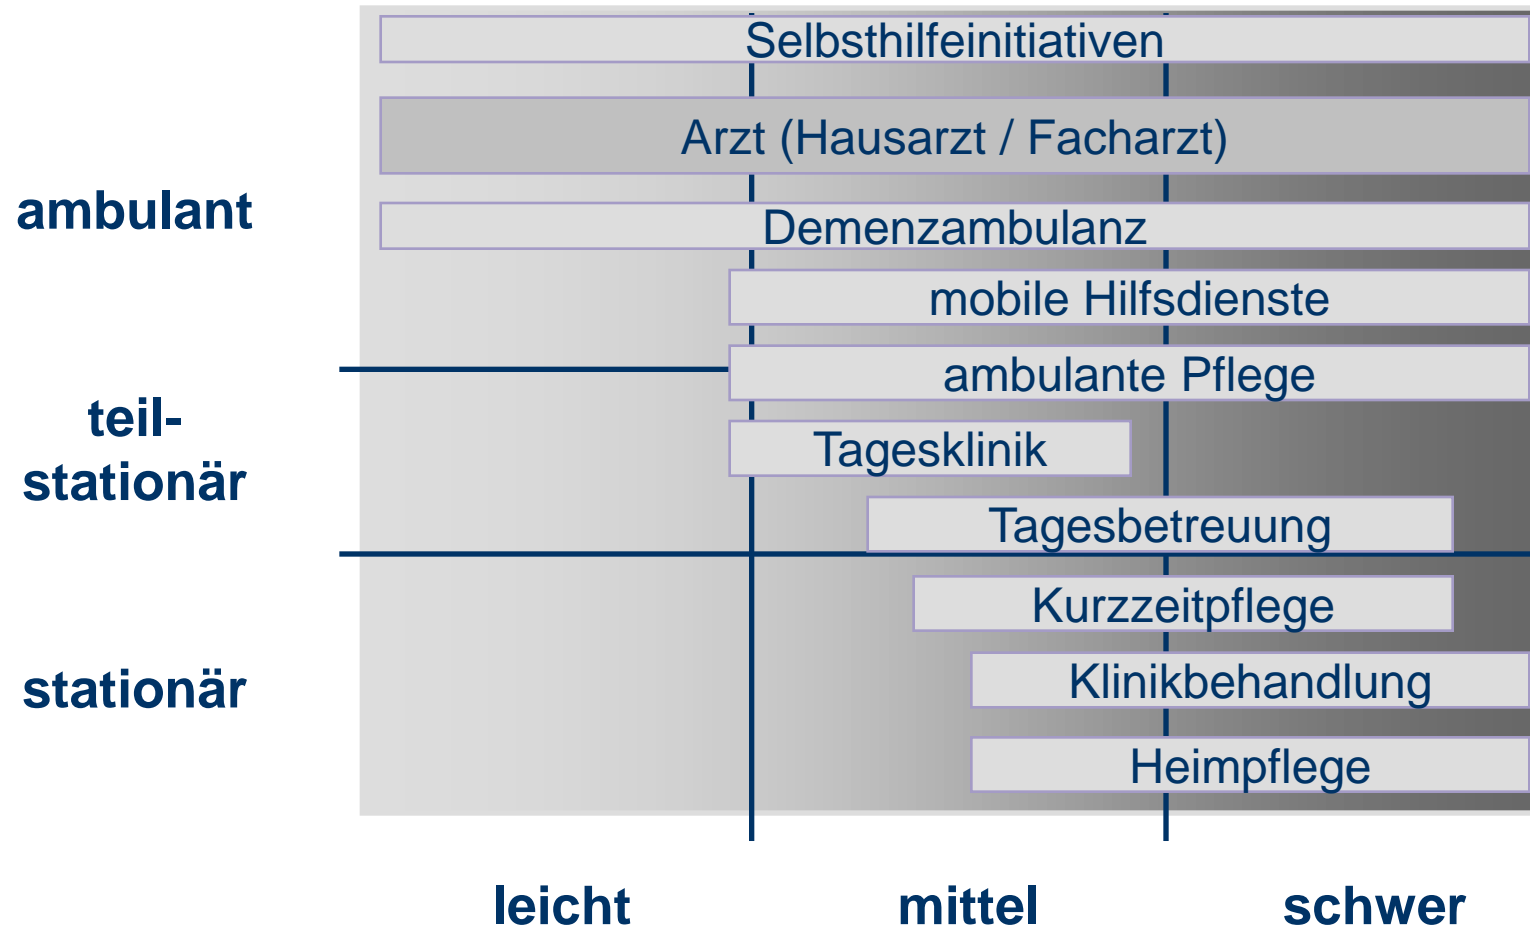 Selbsthilfeinitiativen
Arzt (Hausarzt / Facharzt)
ambulant
Demenzambulanz
mobile Hilfsdienste
ambulante Pflege
teil-
stationär
Tagesklinik
Tagesbetreuung
Kurzzeitpflege
stationär
Klinikbehandlung
Heimpflege
leicht
mittel
schwer